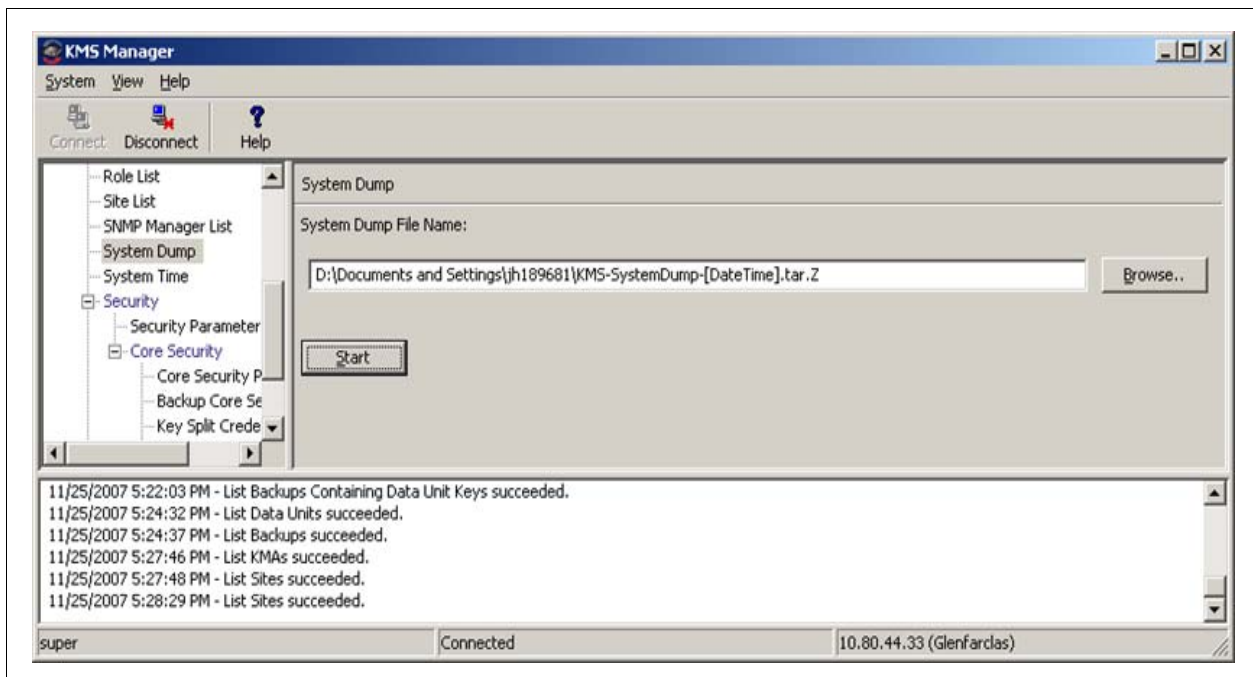 KMS Manager
System View Help
Connect Disconnect Help
Role List
Site List
SNMP Manager List
System Dump
System Time
Security
Security Parameter
Core Security
Core Security P
Backup Core Se
Key Split Crede
System Dump
System Dump File Name:
D:\Documents and Settings\jh189681\KMS-SystemDump-[DateTime].tar.Z
Browse..
Start
11/25/2007 5:22:03 PM - List Backups Containing Data Unit Keys succeeded.
11/25/2007 5:24:32 PM - List Data Units succeeded.
11/25/2007 5:24:37 PM - List Backups succeeded.
11/25/2007 5:27:46 PM - List KMAs succeeded.
11/25/2007 5:27:48 PM - List Sites succeeded.
11/25/2007 5:28:29 PM - List Sites succeeded.
super Connected 10.80.44.33 (Glenfarclas)